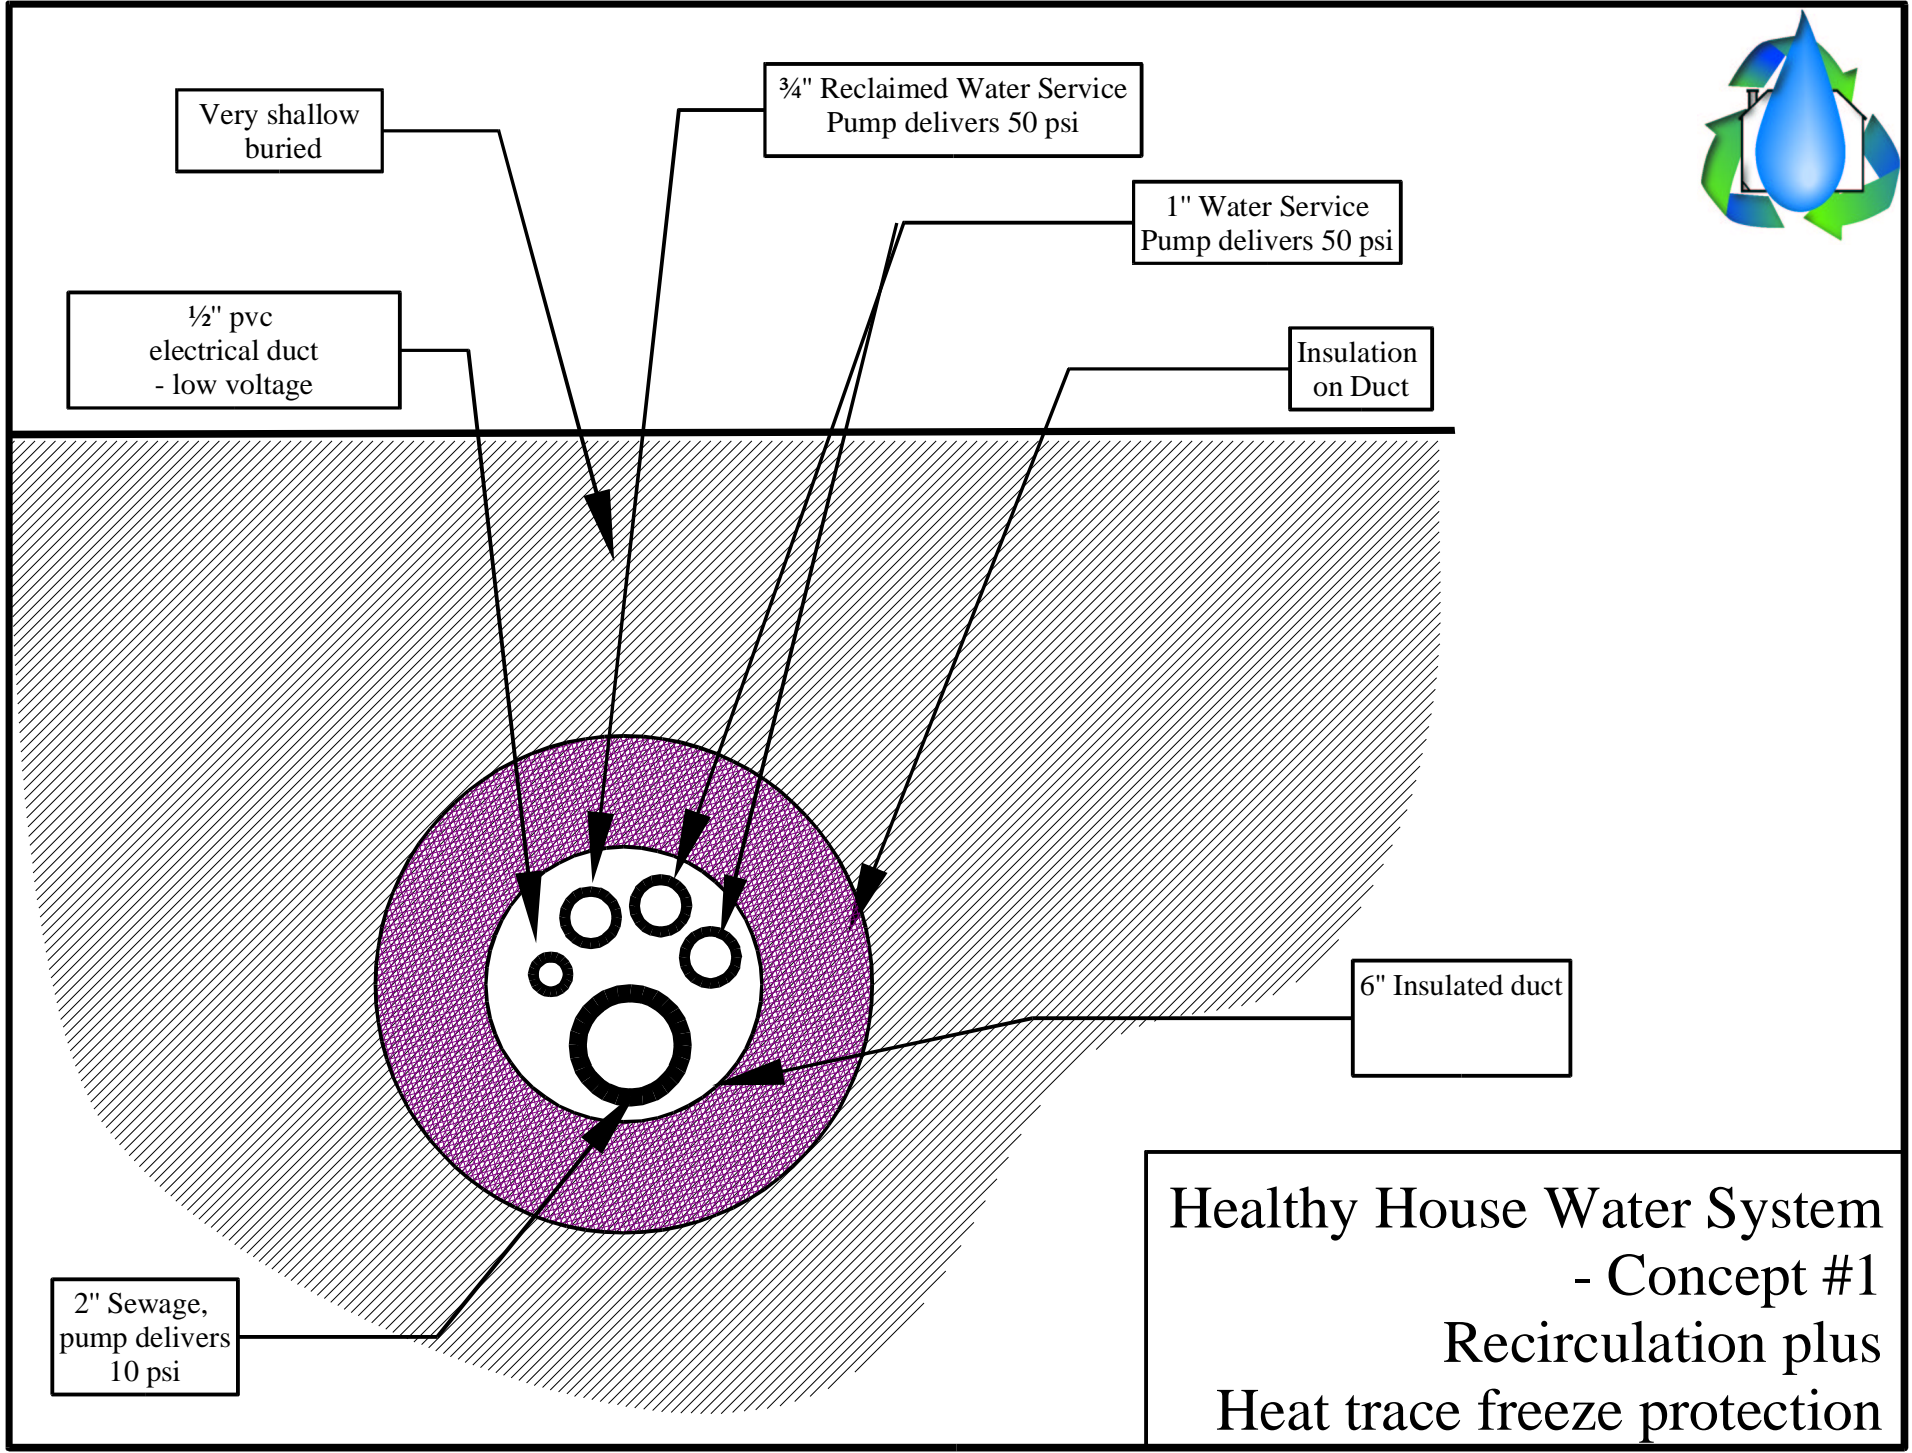 Very shallow
buried
¾" Reclaimed Water Service
Pump delivers 50 psi
1" Water Service
Pump delivers 50 psi
½" pvc
electrical duct
- low voltage
Insulation
on Duct
6" Insulated duct
2" Sewage,
pump delivers
10 psi
Healthy House Water System
- Concept #1
Recirculation plus
Heat trace freeze protection